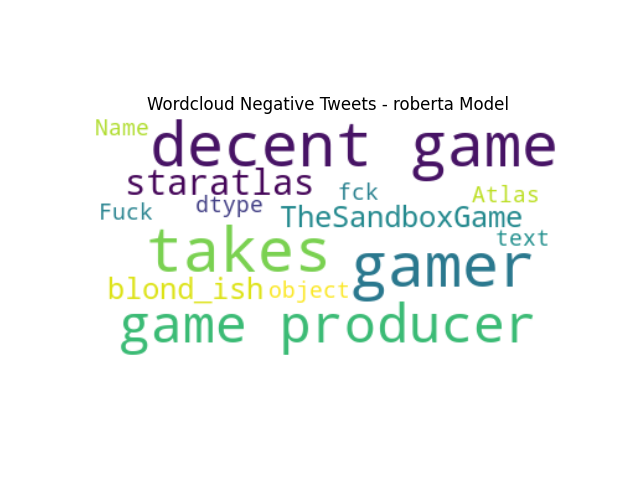 Wordcloud Negative Tweets - roberta Model
Name
decent game
staratlas
fck
Atlas
Fuck
dtype
TheSandboxGame
text
takes
gamer
blond_ish
object
game producer